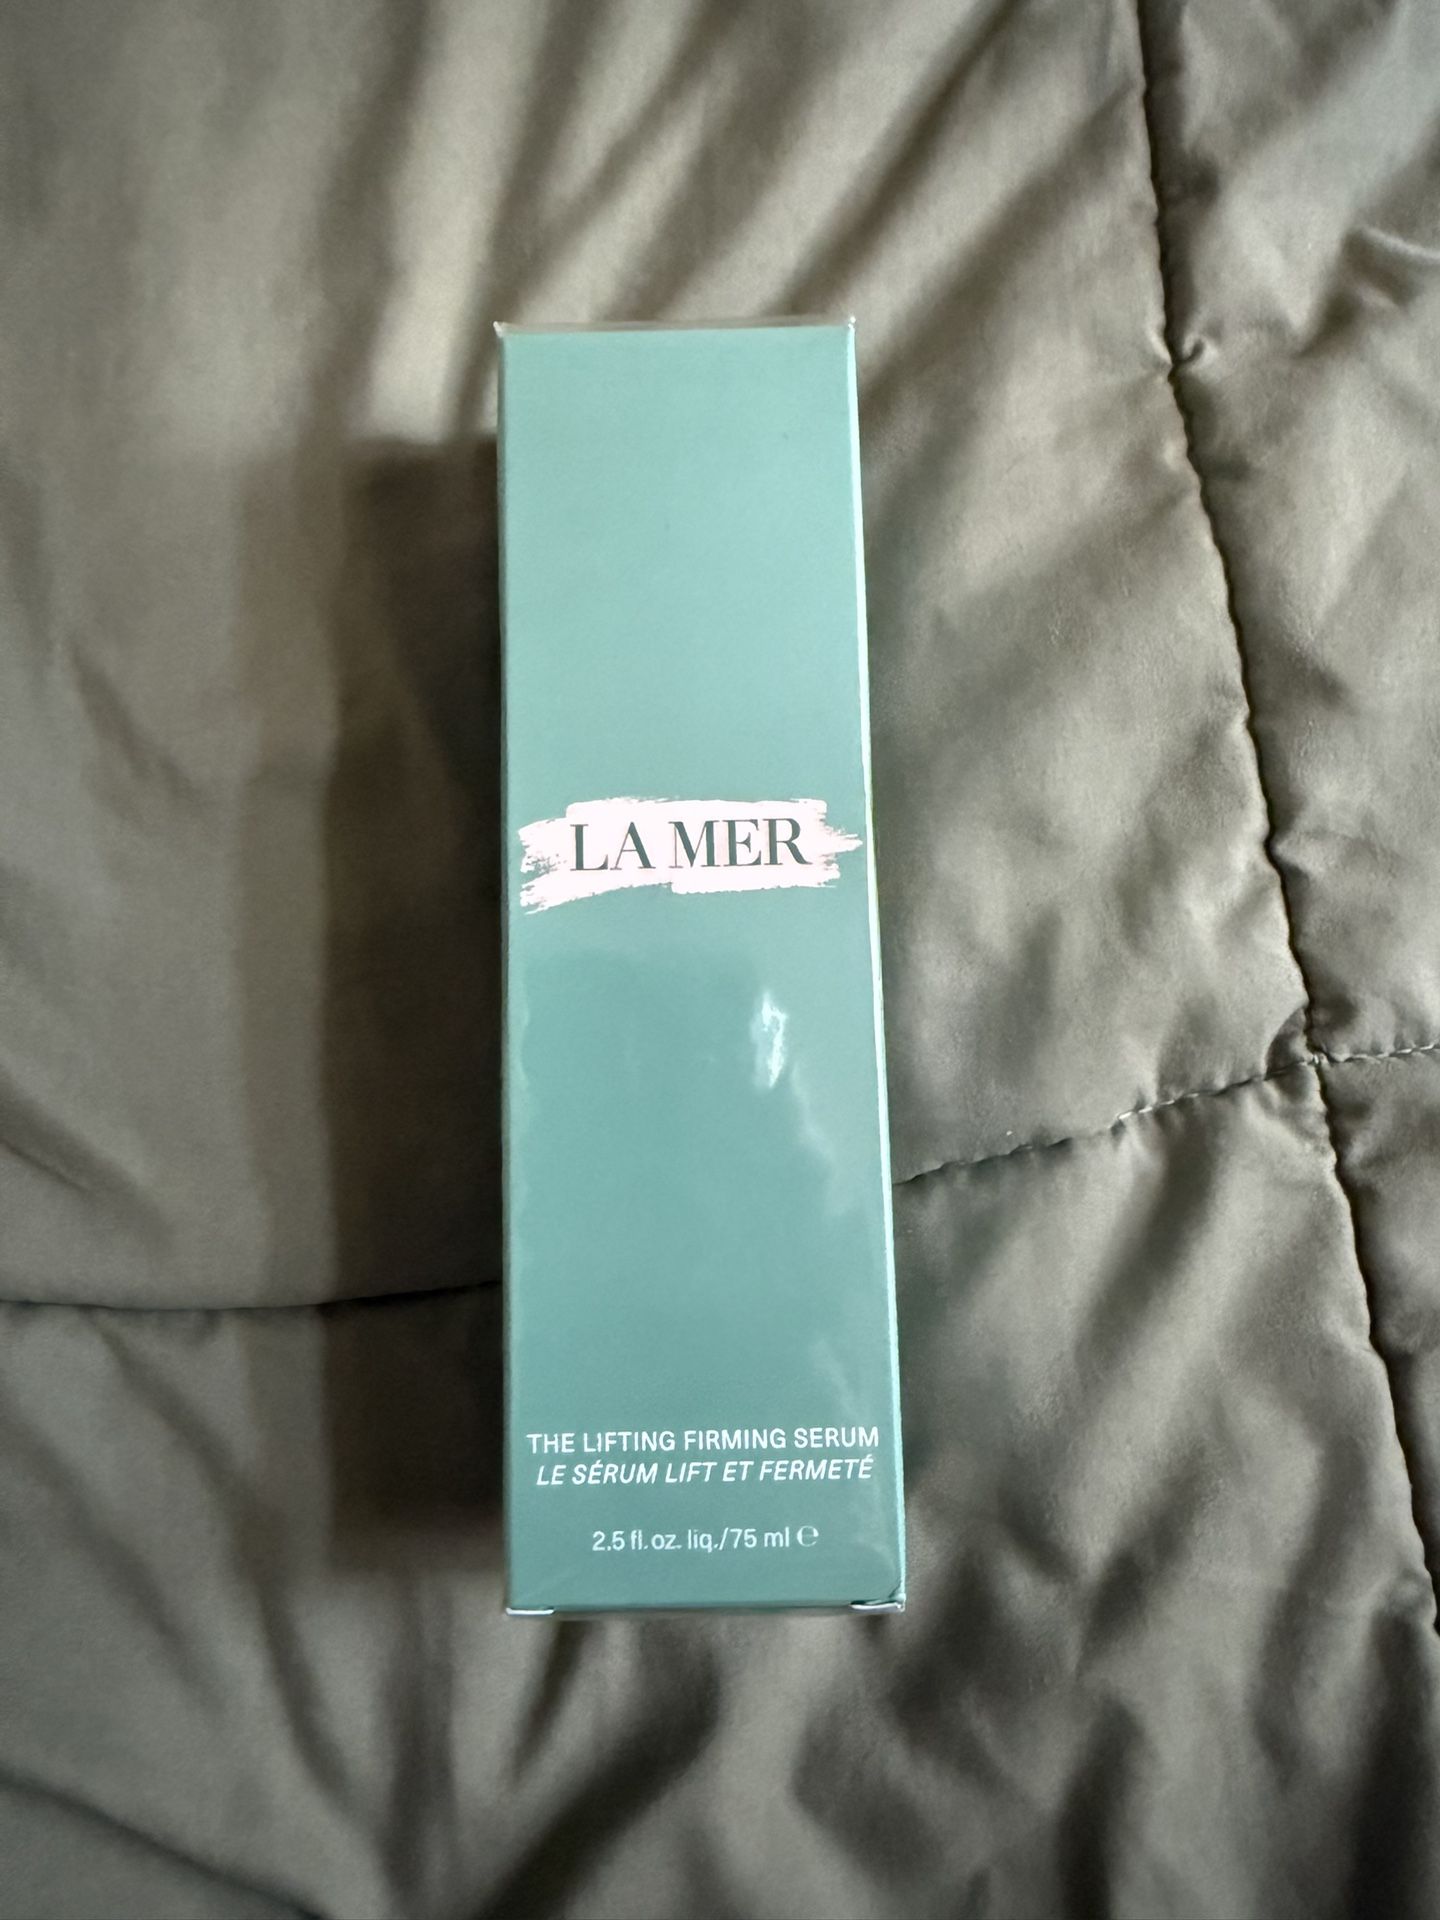 LA MER
THE LIFTING FIRMING SERUM
LE SÉRUM LIFT ET FERMETÉ
2.5 fl. oz. liq./75 ml ℮